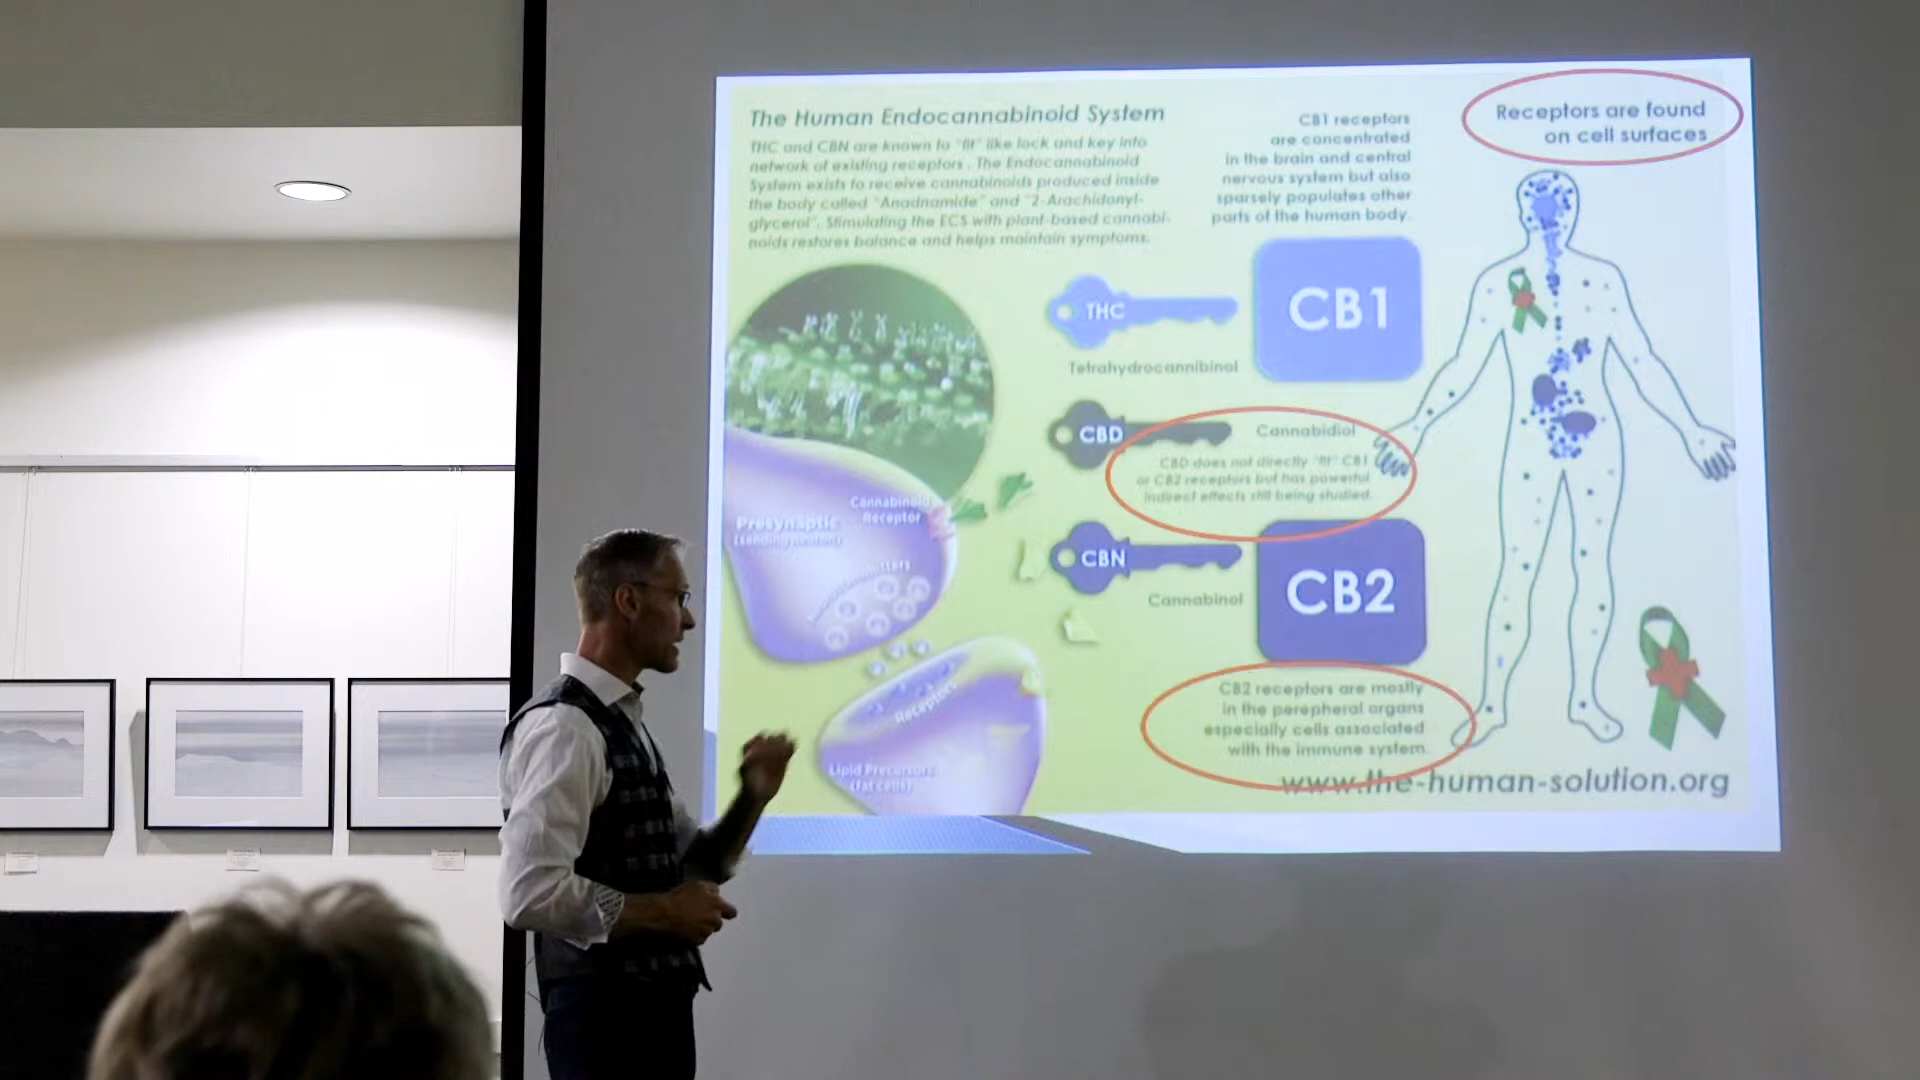 The Human Endocannabinoid System
THC and CBN are known to "fit" like lock and key into
network of existing receptors . The Endocannabinoid
System exists to receive cannabinoids produced inside
the body called "Anadnamide" and "2-Arachidonyl-
glycerol". Stimulating the ECS with plant-based cannabi-
noids restores balance and helps maintain symptoms.
CB1 receptors
are concentrated
in the brain and central
nervous system but also
sparsely populates other
parts of the human body.
Receptors are found
on cell surfaces
THC
Tetrahydrocannibinol
CB1
CBD
Cannabidiol
CBD does not directly "fit" CB1
or CB2 receptors but has powerful
indirect effects still being studied.
CBN
Cannabinol
CB2
CB2 receptors are mostly
in the perepheral organs
especially cells associated
with the immune system.
Cannabinoid
Receptor
Presynaptic
(sending neuron)
Receptors
Lipid Precursors
(fat cells)
www.the-human-solution.org